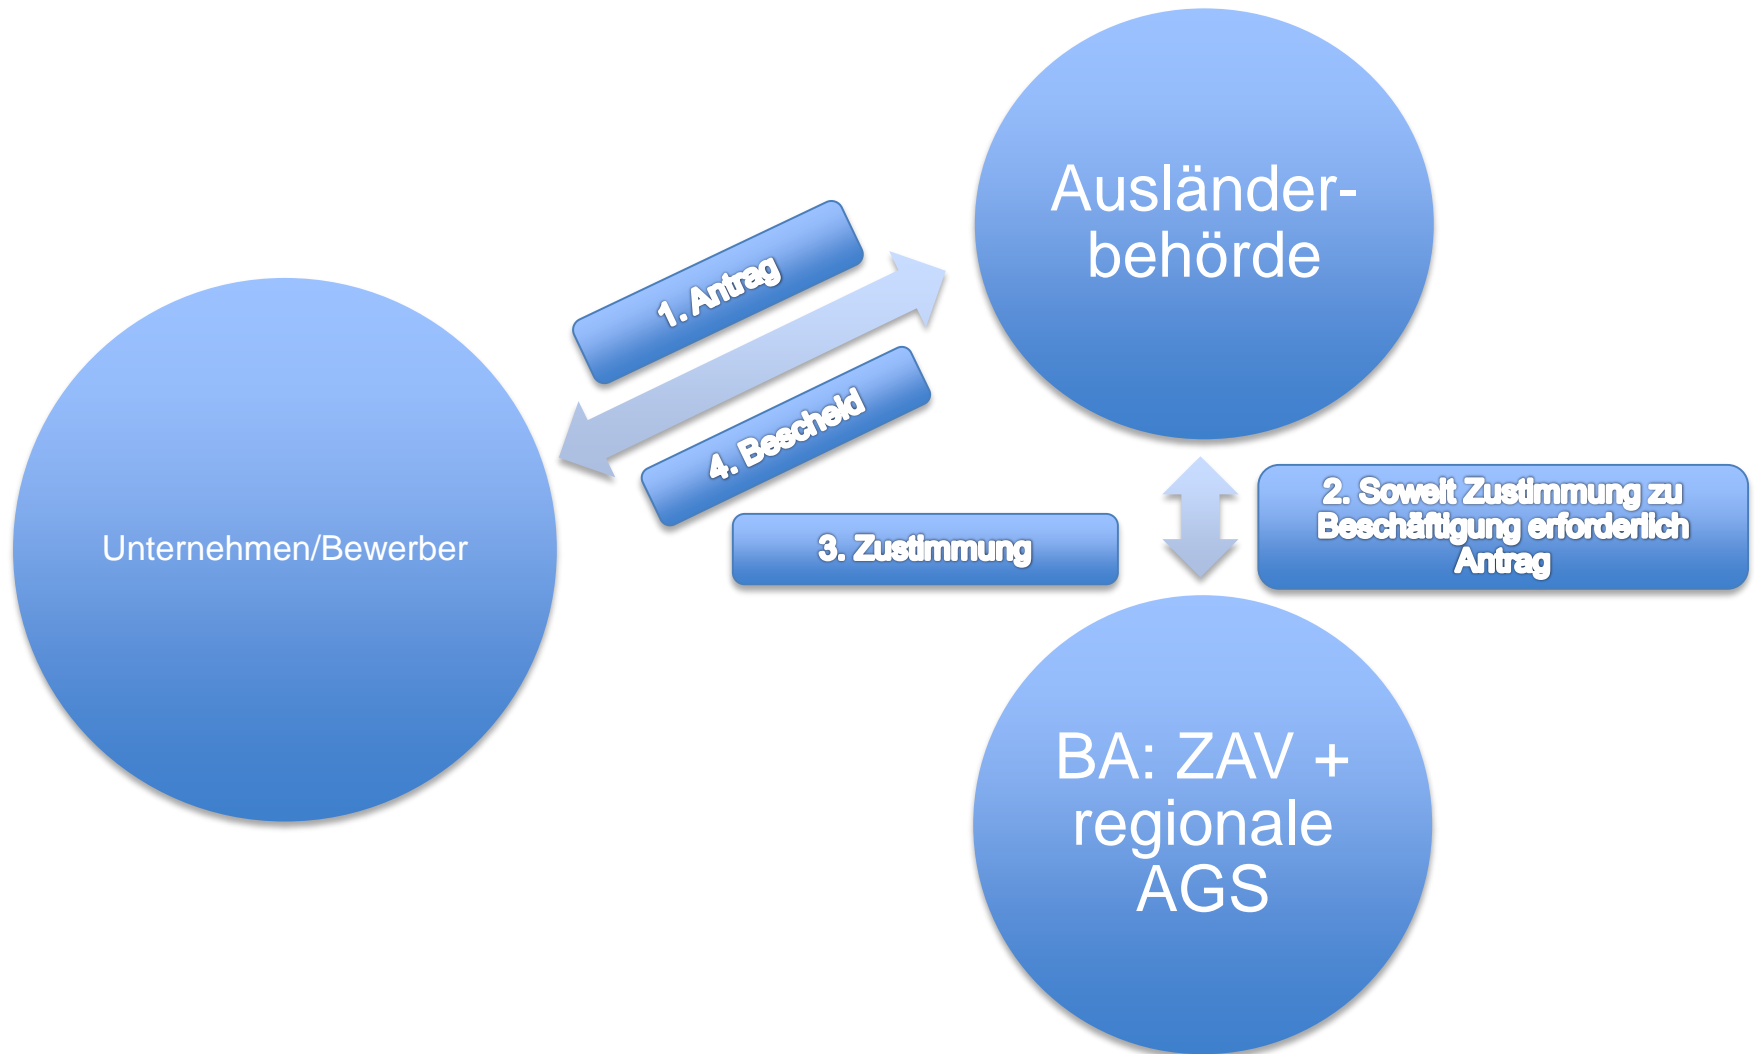 Ausländer-
behörde
1. Antrag
4. Bescheid
Unternehmen/Bewerber
3. Zustimmung
2. Soweit Zustimmung zu
Beschäftigung erforderlich
Antrag
BA: ZAV +
regionale
AGS